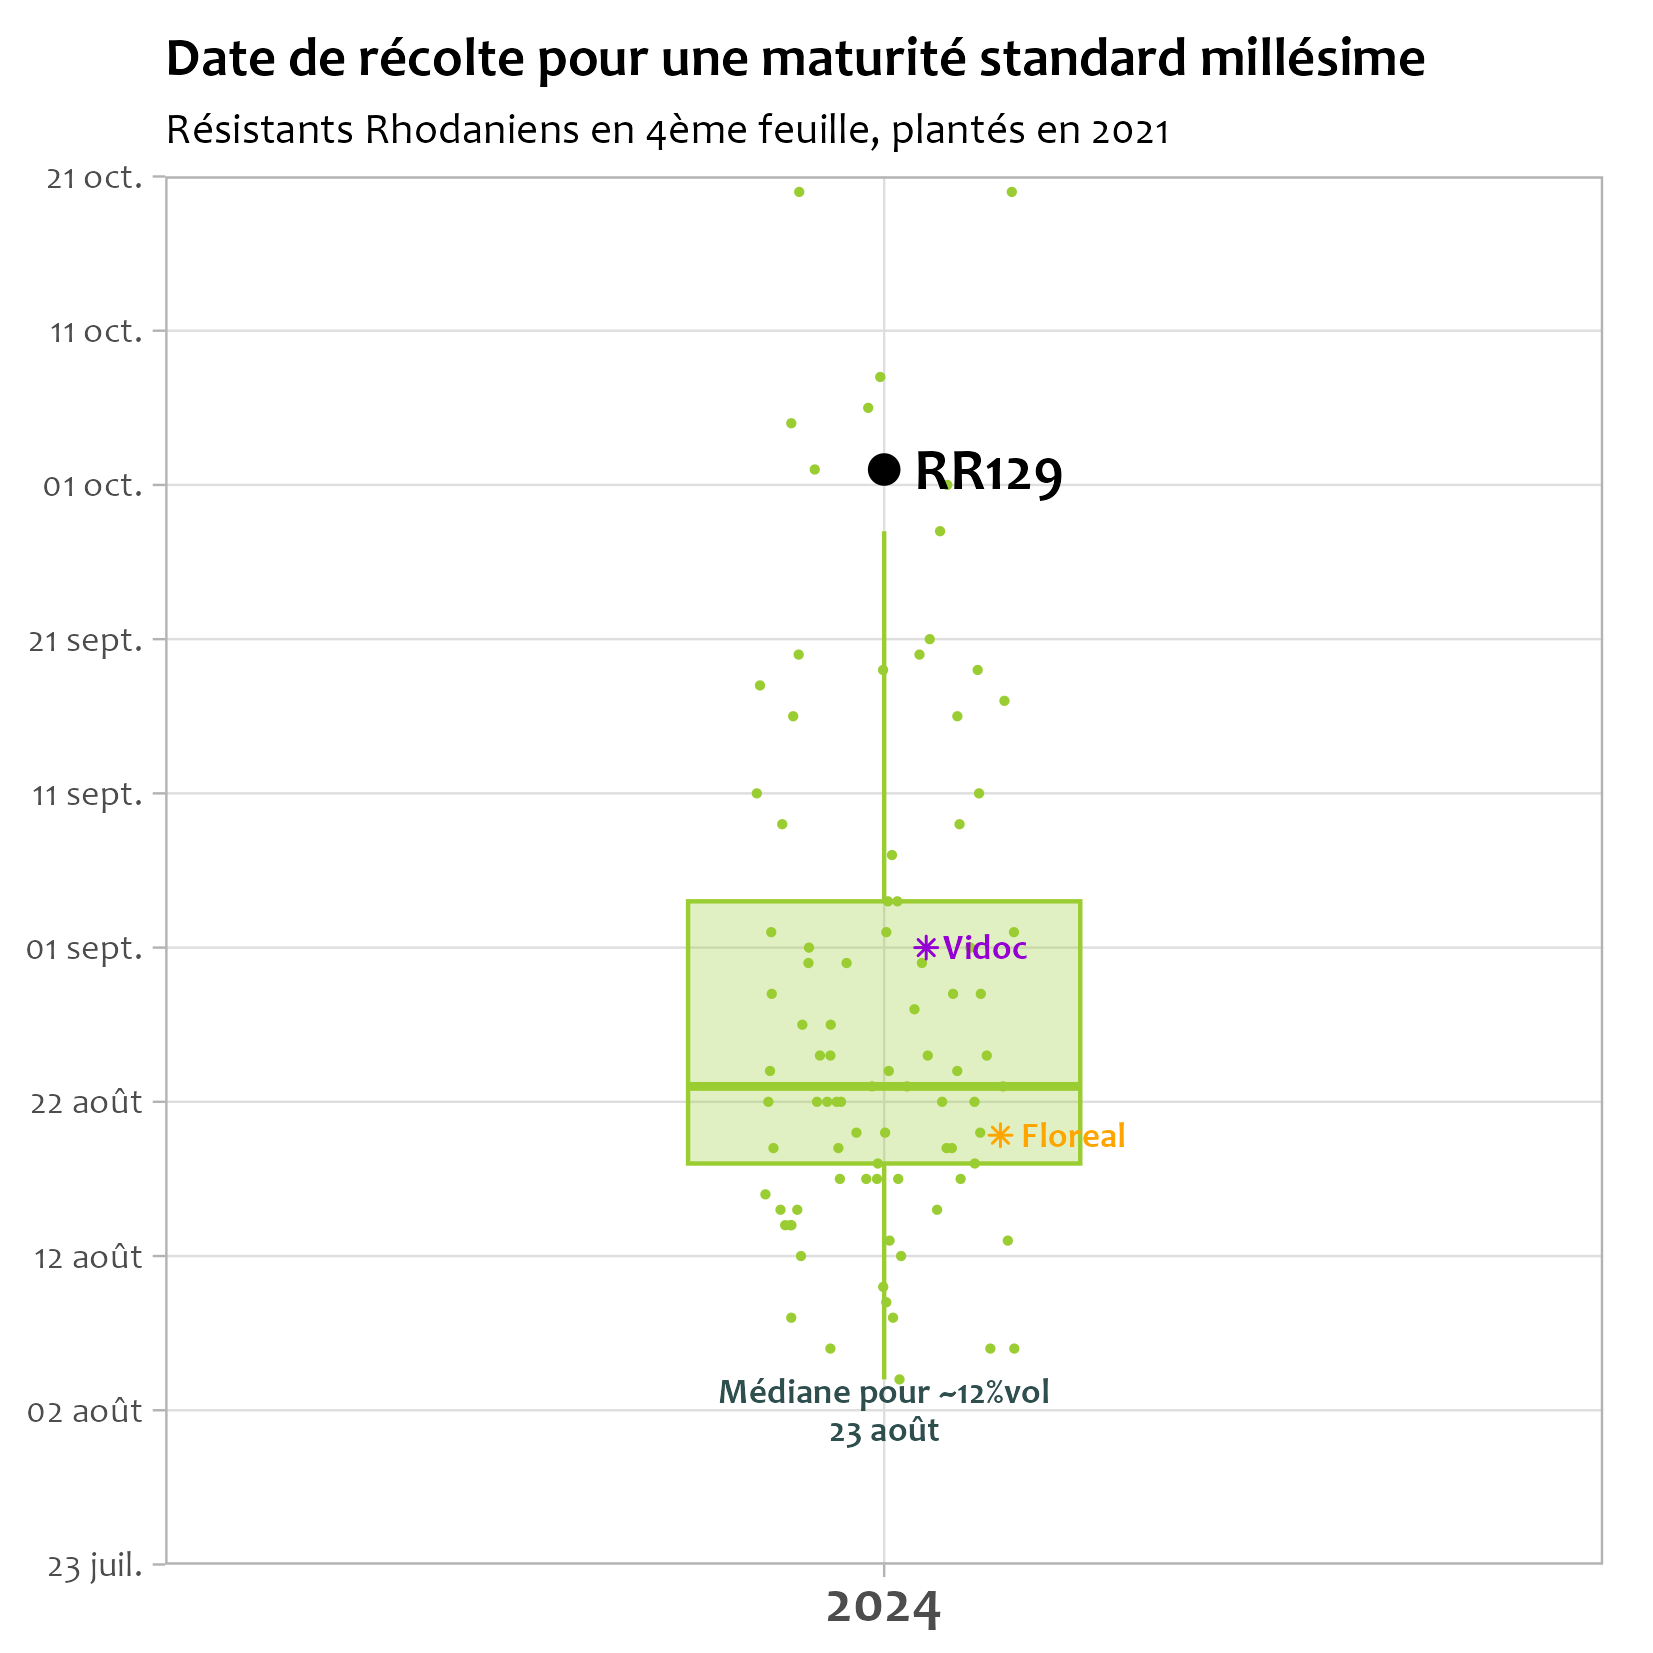 Date de récolte pour une maturité standard millésime
Résistants Rhodaniens en 4ème feuille, plantés en 2021
21 oct.
11 oct.
RR129
01 oct.
21 sept.
11 sept.
01 sept.
Vidoc
22 août
Floreal
12 août
Médiane pour ~12%vol
02 août
23 août
23 juil.
2024